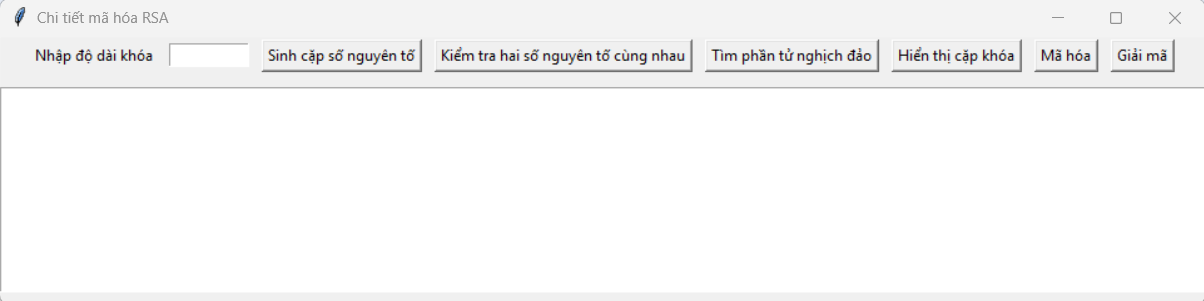 Chi tiết mã hóa RSA
Nhập độ dài khóa Sinh cặp số nguyên tố Kiểm tra hai số nguyên tố cùng nhau Tìm phần tử nghịch đảo Hiển thị cặp khóa Mã hóa Giải mã